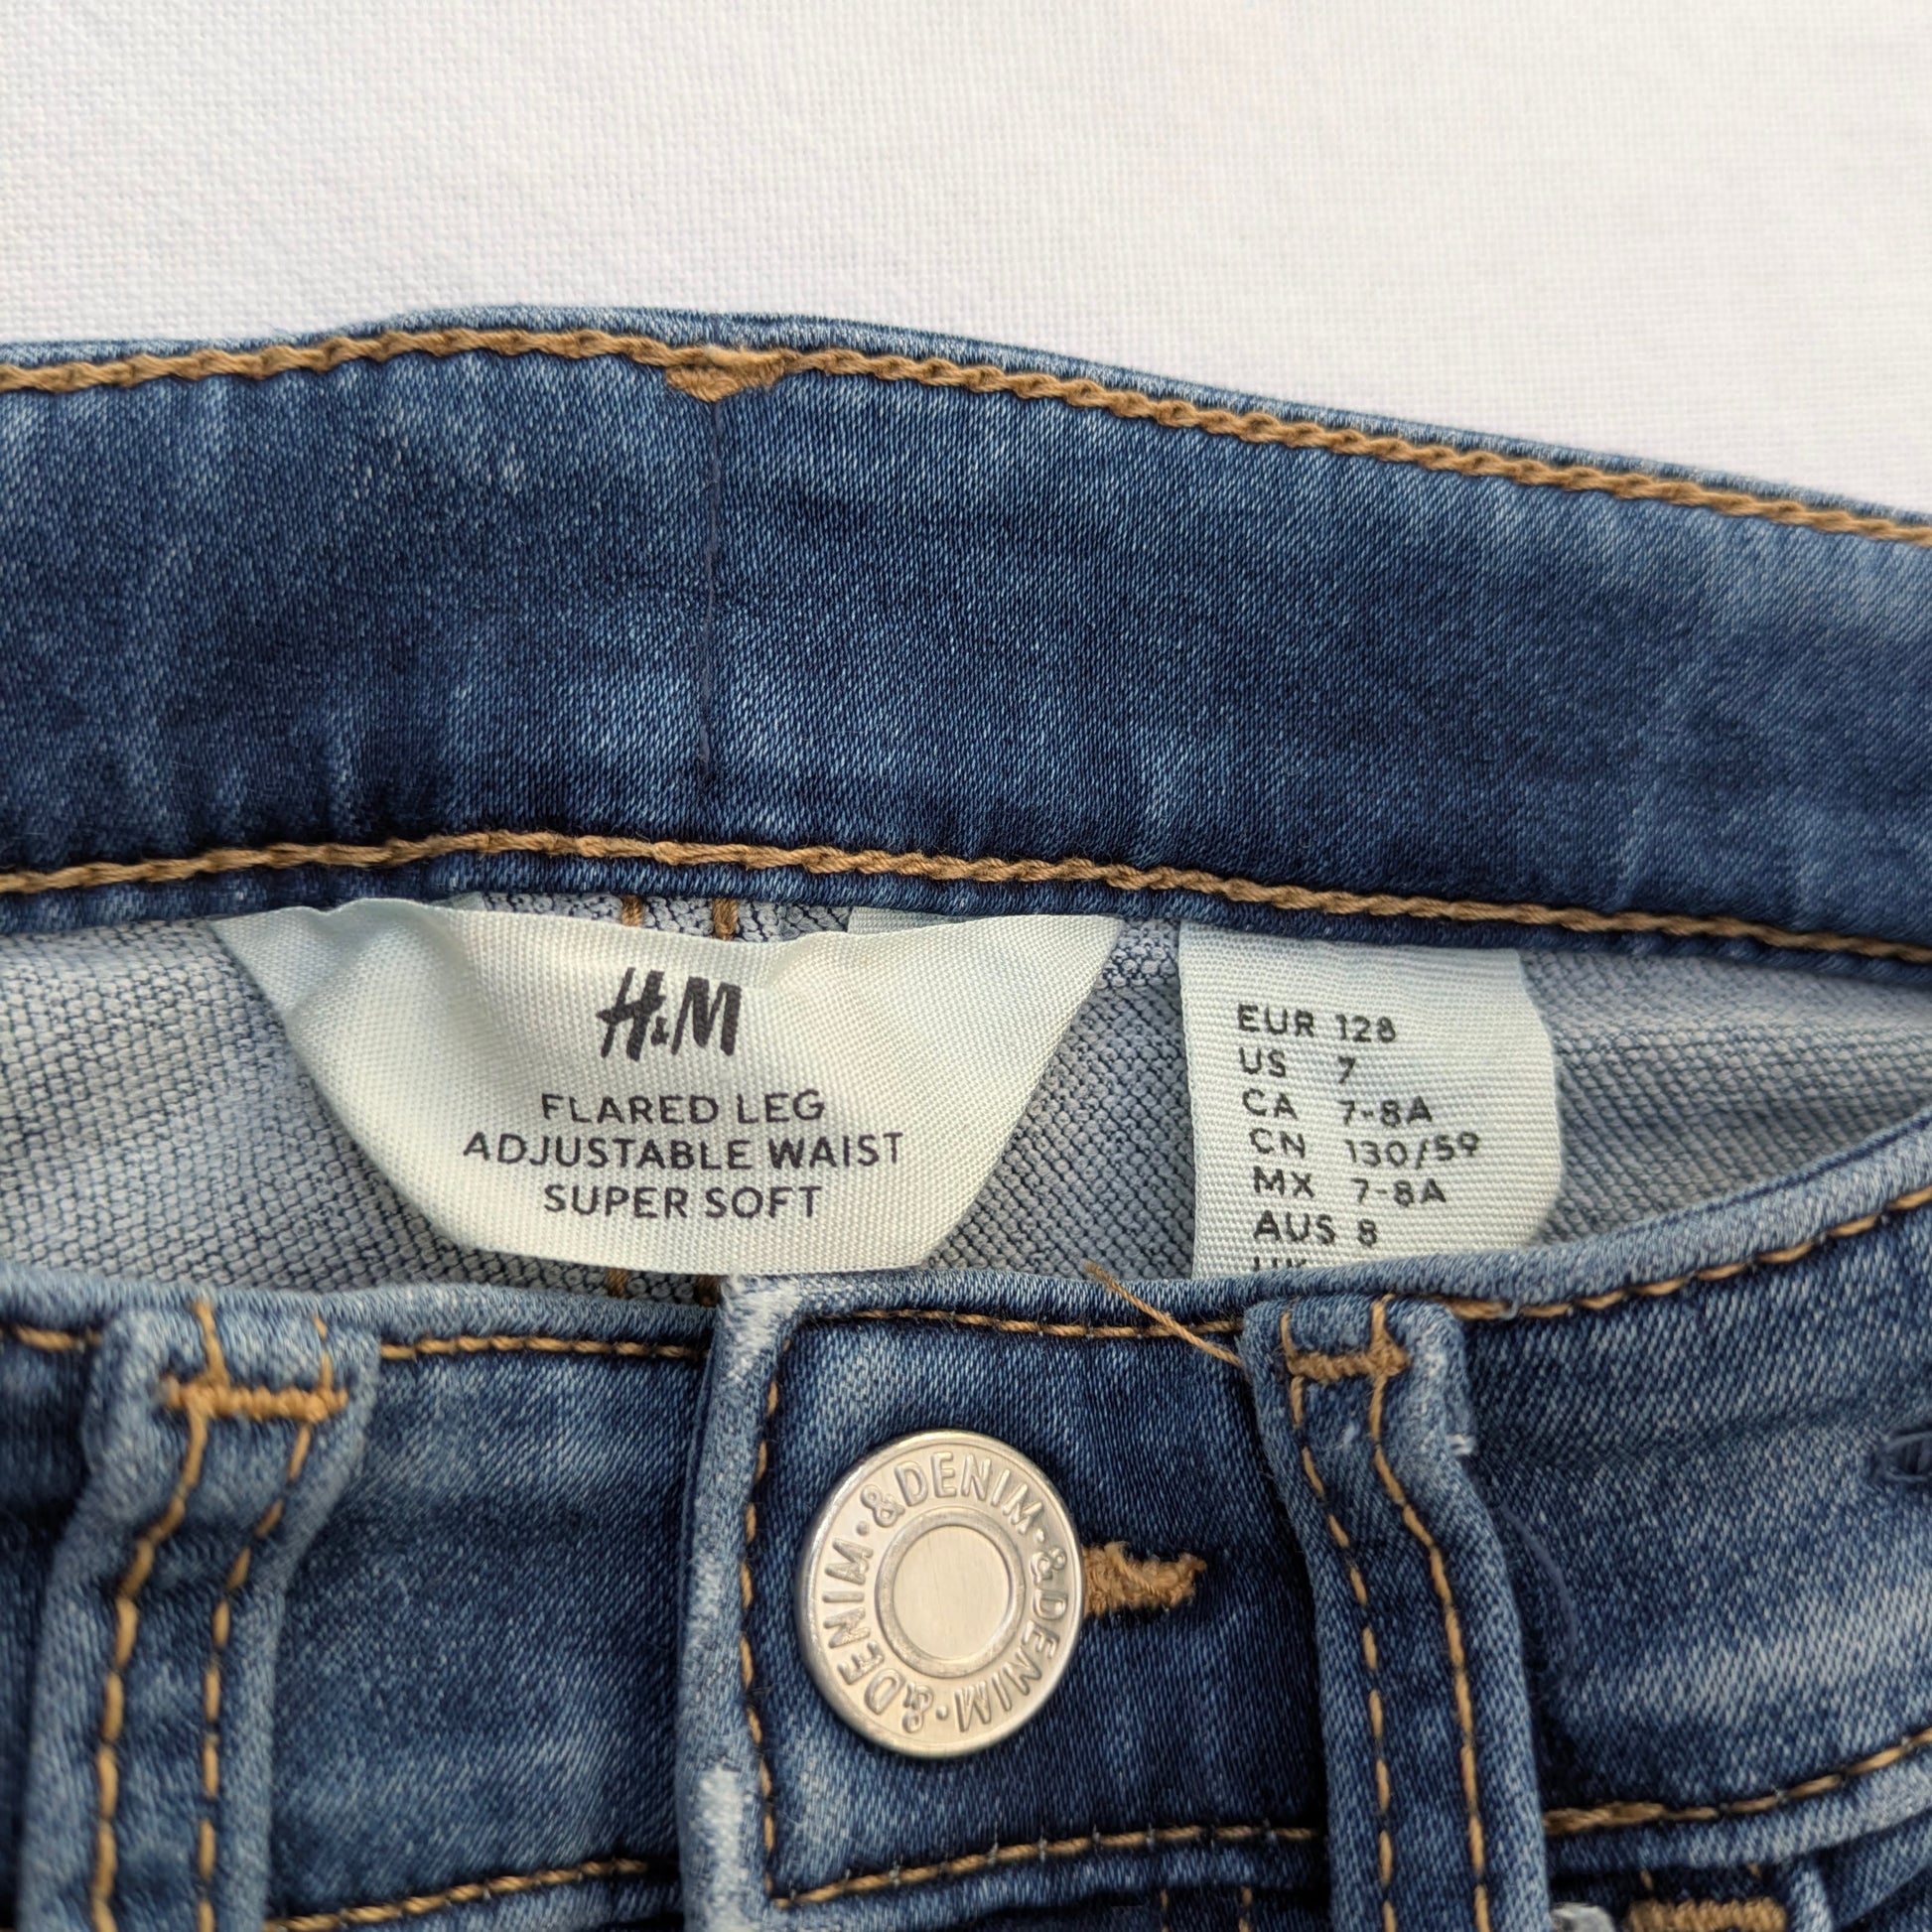 H&M
FLARED LEG
ADJUSTABLE WAIST
SUPER SOFT
EUR 128
US 7
CA 7-8A
CN 130/59
MX 7-8A
AUS 8
&DENIM·&DENIM·&DENIM·&DENIM·